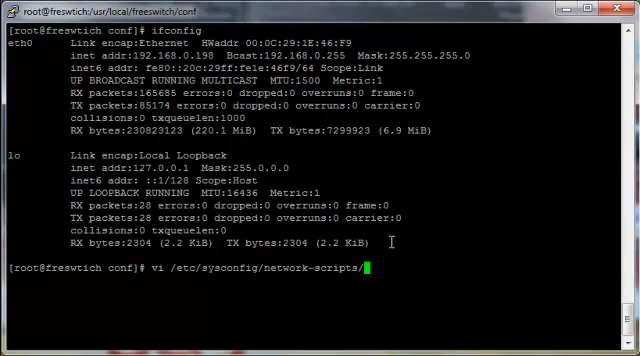 root@freswtich:/usr/local/freeswitch/conf
[root@freswtich conf]# ifconfig
eth0 Link encap:Ethernet HWaddr 00:0C:29:1E:46:F9
inet addr:192.168.0.198 Bcast:192.168.0.255 Mask:255.255.255.0
inet6 addr: fe80::20c:29ff:fe1e:46f9/64 Scope:Link
UP BROADCAST RUNNING MULTICAST MTU:1500 Metric:1
RX packets:165685 errors:0 dropped:0 overruns:0 frame:0
TX packets:85174 errors:0 dropped:0 overruns:0 carrier:0
collisions:0 txqueuelen:1000
RX bytes:230823123 (220.1 MiB) TX bytes:7299923 (6.9 MiB)
lo Link encap:Local Loopback
inet addr:127.0.0.1 Mask:255.0.0.0
inet6 addr: ::1/128 Scope:Host
UP LOOPBACK RUNNING MTU:16436 Metric:1
RX packets:28 errors:0 dropped:0 overruns:0 frame:0
TX packets:28 errors:0 dropped:0 overruns:0 carrier:0
collisions:0 txqueuelen:0
RX bytes:2304 (2.2 KiB) TX bytes:2304 (2.2 KiB)
[root@freswtich conf]# vi /etc/sysconfig/network-scripts/